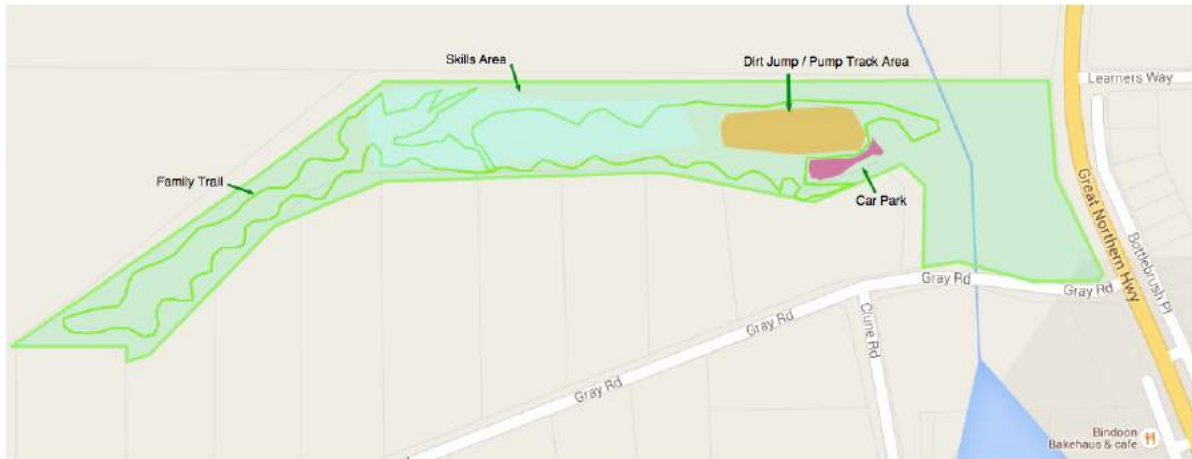 Skills Area
Dirt Jump / Pump Track Area
Learners Way
Family Trail
Car Park
Great Northern Hwy
Bottlebrush Pl
Gray Rd
Gray Rd
Gray Rd
Clune Rd
Gray Rd
Bindoon
Bakehaus & cafe